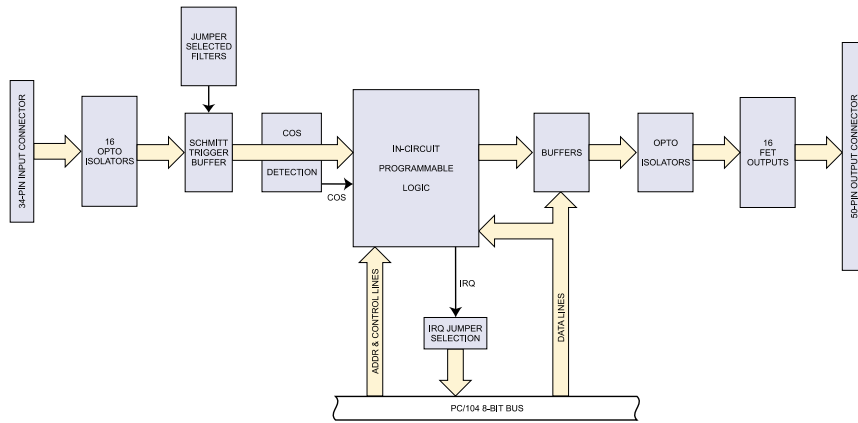 JUMPER
SELECTED
FILTERS
34-PIN INPUT CONNECTOR
16
OPTO
ISOLATORS
SCHMITT
TRIGGER
BUFFER
COS
DETECTION
COS
IN-CIRCUIT
PROGRAMMABLE
LOGIC
BUFFERS
OPTO
ISOLATORS
16
FET
OUTPUTS
50-PIN OUTPUT CONNECTOR
ADDR & CONTROL LINES
IRQ
IRQ JUMPER
SELECTION
DATA LINES
PC/104 8-BIT BUS